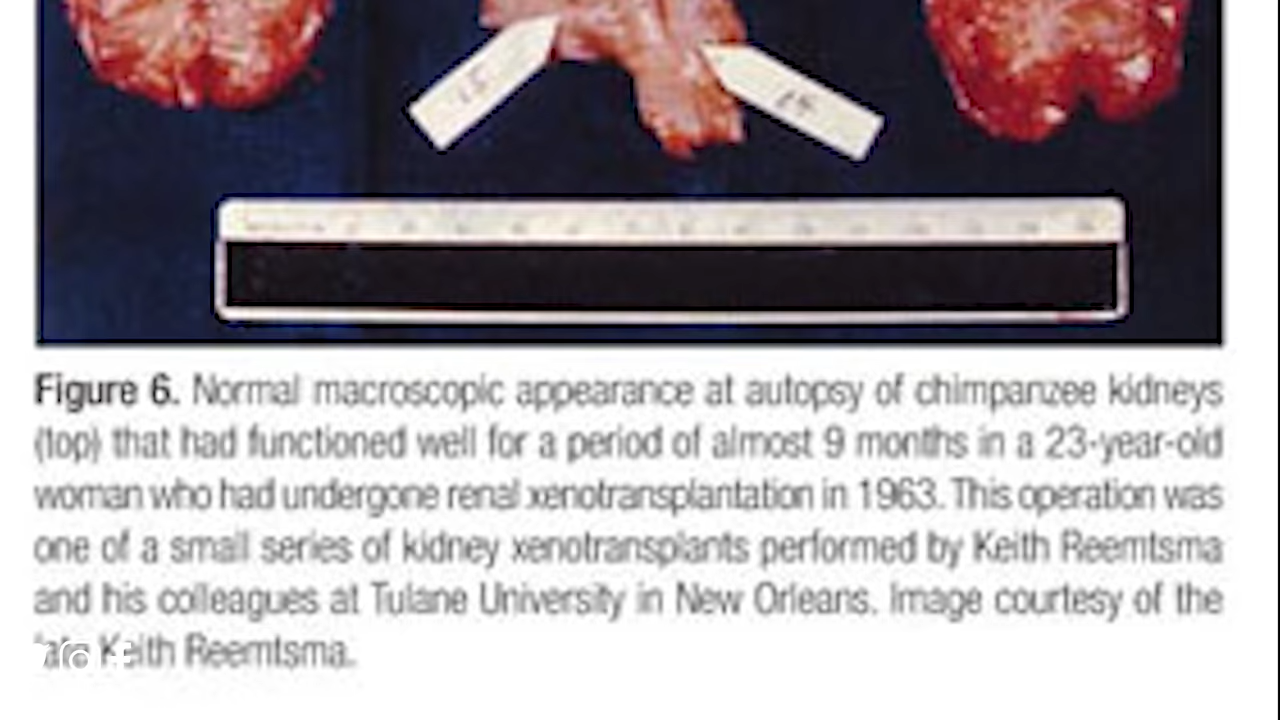 Figure 6. Normal macroscopic appearance at autopsy of chimpanzee kidneys
(top) that had functioned well for a period of almost 9 months in a 23-year-old
woman who had undergone renal xenotransplantation in 1963. This operation was
one of a small series of kidney xenotransplants performed by Keith Reemtsma
and his colleagues at Tulane University in New Orleans. Image courtesy of the
late Keith Reemtsma.